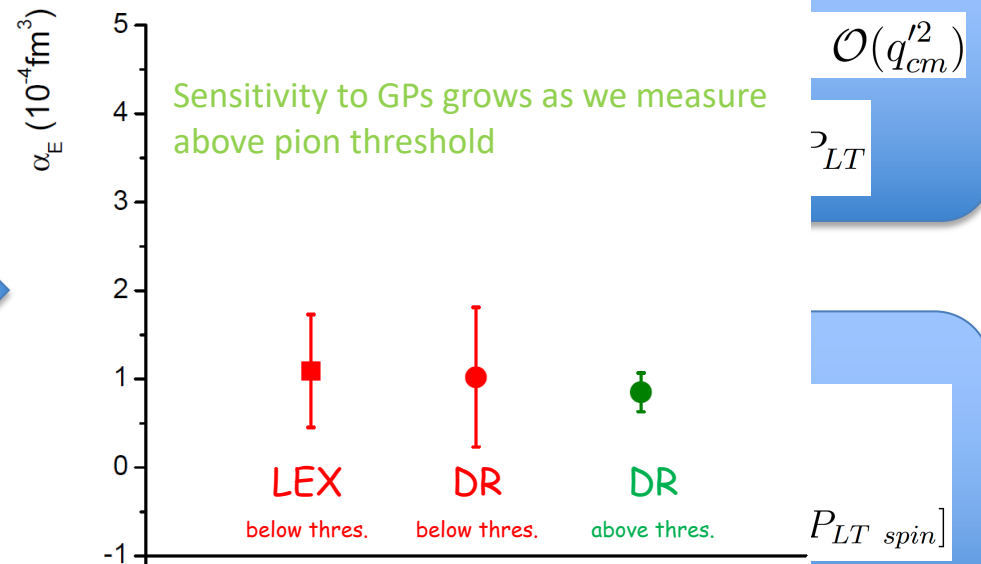 α_E (10^-4 fm^3)
5
4
3
2
1
0
-1
Sensitivity to GPs grows as we measure
above pion threshold
LEX
below thres.
DR
below thres.
DR
above thres.
𝒪(q'^2_cm)
P_LT
P_LT spin]